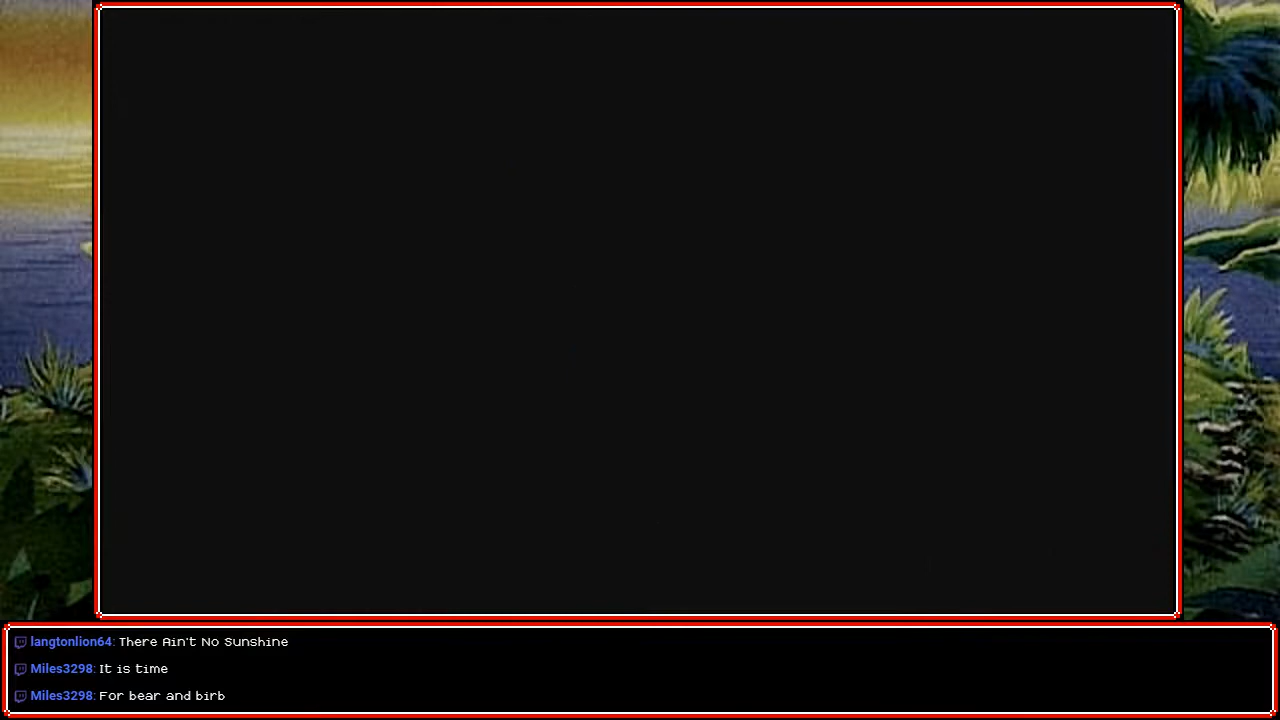 langtonlion64: There Ain't No Sunshine
Miles3298: It is time
Miles3298: For bear and birb